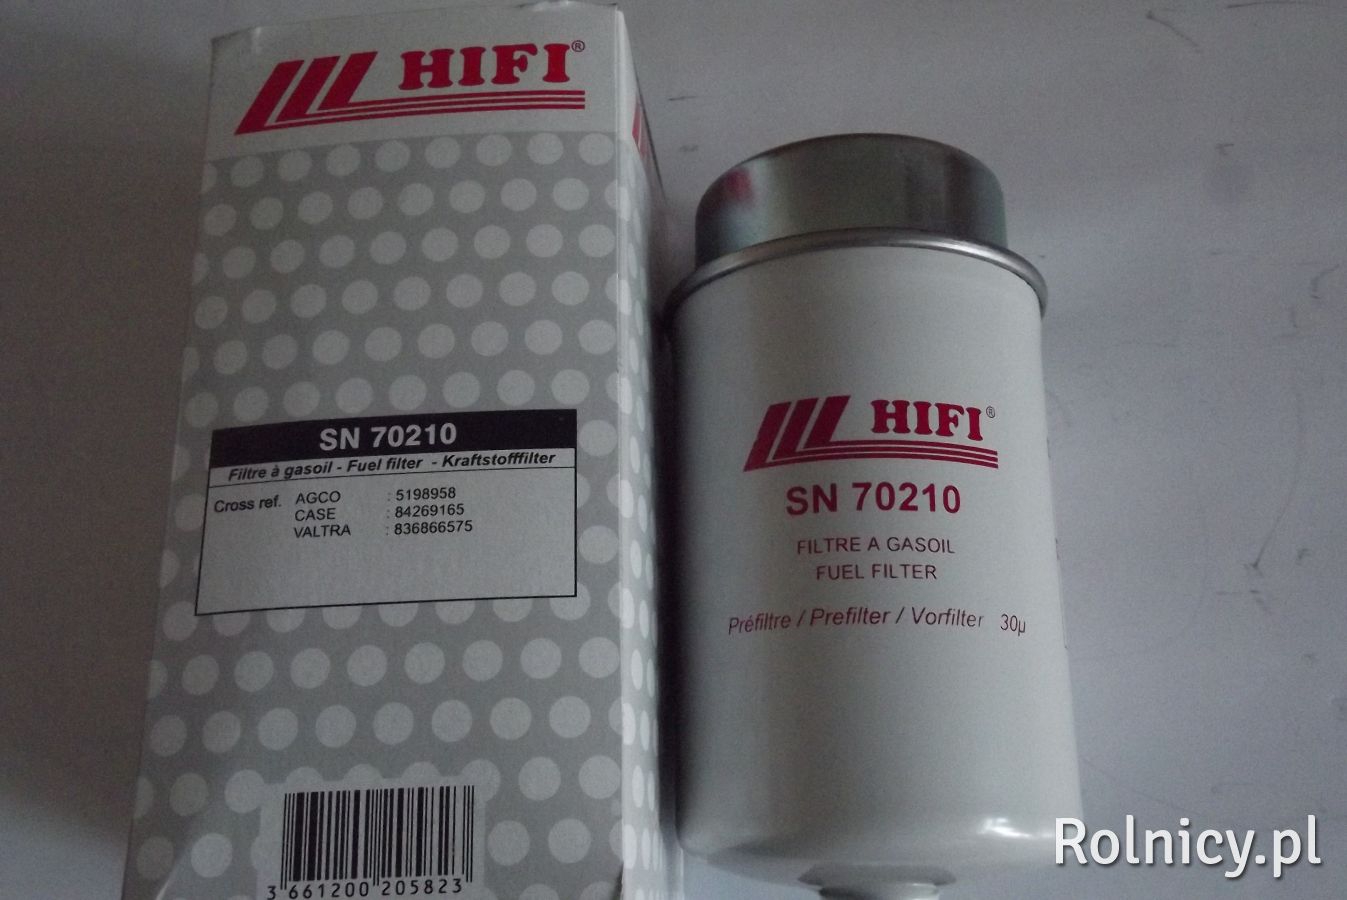 HIFI®
SN 70210
Filtre à gasoil - Fuel filter - Kraftstofffilter
Cross ref. AGCO : 5198958
CASE : 84269165
VALTRA : 836866575
3 661200 205823
HIFI®
SN 70210
FILTRE A GASOIL
FUEL FILTER
Préfiltre / Prefilter / Vorfilter 30µ
Rolnicy.pl